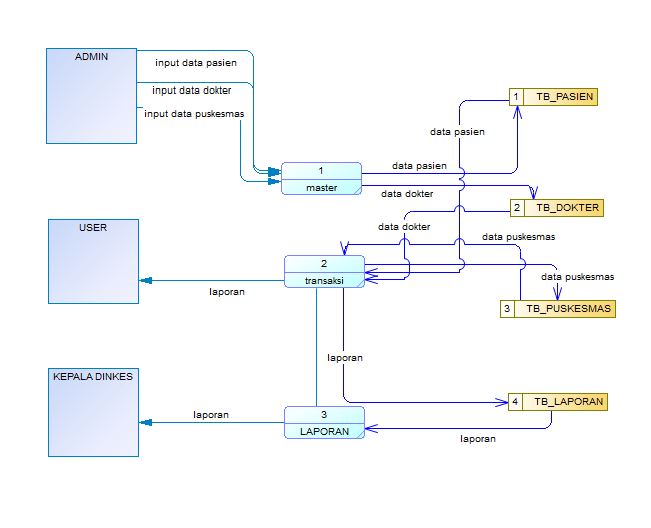 ADMIN
input data pasien
input data dokter
input data puskesmas
1 TB_PASIEN
data pasien
1
data pasien
master
data dokter
2 TB_DOKTER
USER
data dokter
data puskesmas
2
data puskesmas
transaksi
laporan
3 TB_PUSKESMAS
laporan
KEPALA DINKES
4 TB_LAPORAN
laporan
3
LAPORAN
laporan